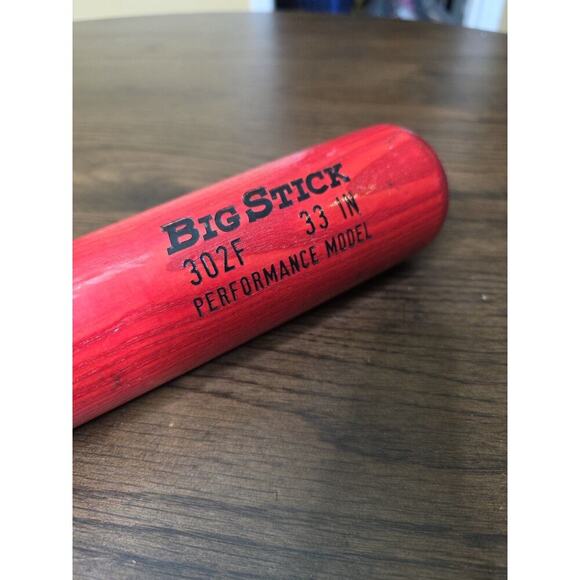 BIG STICK
302F 33 IN
PERFORMANCE MODEL